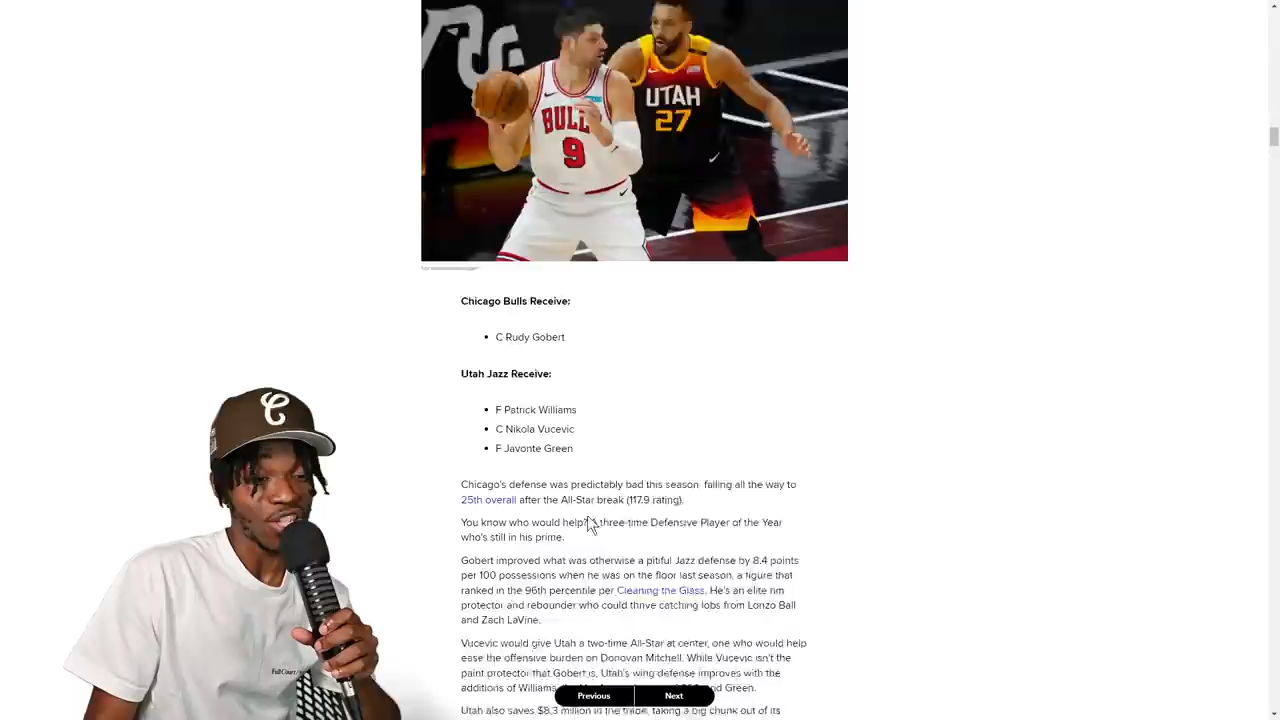 BULL
9
UTAH
27
Chicago Bulls Receive:
• C Rudy Gobert
Utah Jazz Receive:
• F Patrick Williams
• C Nikola Vucevic
• F Javonte Green
Chicago's defense was predictably bad this season falling all the way to
25th overall after the All-Star break (117.9 rating).
You know who would help? three-time Defensive Player of the Year
who's still in his prime.
Gobert improved what was otherwise a pitiful Jazz defense by 8.4 points
per 100 possessions when he was on the floor last season, a figure that
ranked in the 96th percentile per Cleaning the Glass. He's an elite rim
protector and rebounder who could thrive catching lobs from Lonzo Ball
and Zach LaVine.
Vucevic would give Utah a two-time All-Star at center, one who would help
ease the offensive burden on Donovan Mitchell. While Vucevic isn't the
paint protector that Gobert is, Utah's wing defense improves with the
additions of Williams and Green.
Previous Next
Utah also saves $8.3 million in the trade, taking a big chunk out of its
C
Full Court